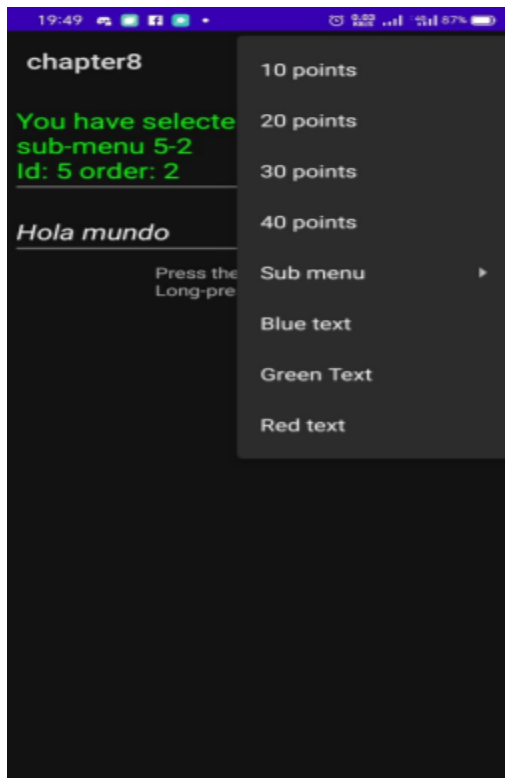 19:49
87%
chapter8
10 points
You have selecte
20 points
sub-menu 5-2
Id: 5 order: 2
30 points
40 points
Hola mundo
Press the
Sub menu
Long-pre
Blue text
Green Text
Red text